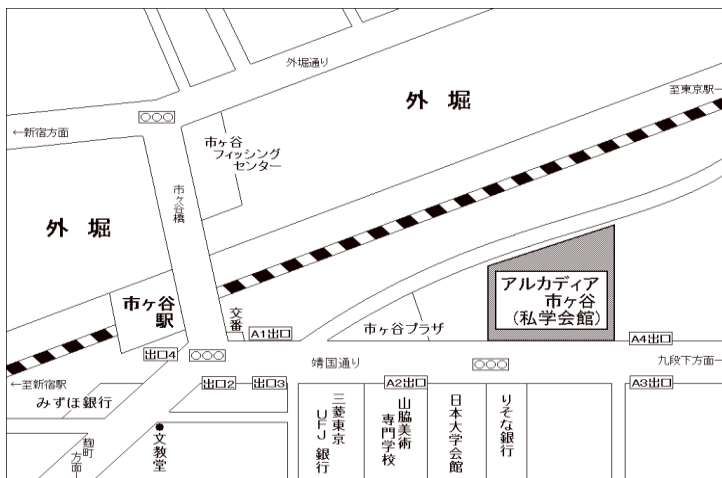 外堀通り
至東京駅→
外 堀
←新宿方面
市ヶ谷
フィッシング
センター
市ヶ谷橋
外 堀
アルカディア
市ヶ谷
(私学会館)
市ヶ谷
駅
交番
A1出口
市ヶ谷プラザ
A4出口
出口4
靖国通り
九段下方面→
←至新宿駅
出口2
出口3
A2出口
A3出口
みずほ銀行
麹町
方面
文教堂
三菱東京
UFJ銀行
山脇美術
専門学校
日本大学会館
りそな銀行